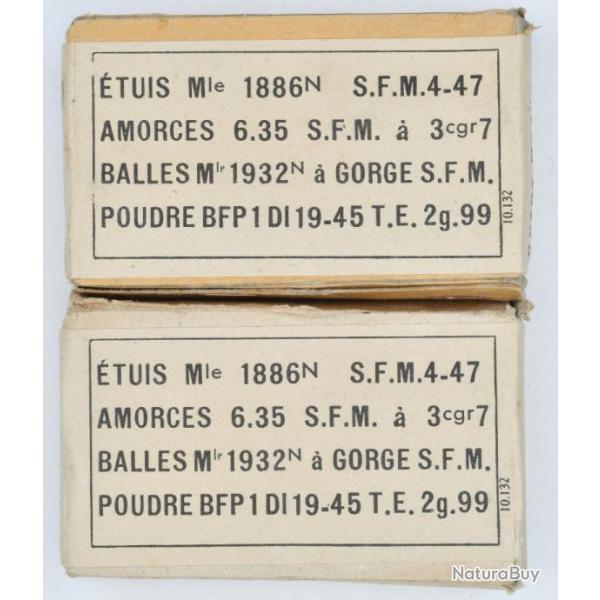 ÉTUIS Mle 1886N S.F.M.4-47
AMORCES 6.35 S.F.M. à 3cgr7
BALLES Mlr 1932N à GORGE S.F.M.
POUDRE BFP1 DI 19-45 T.E. 2g.99
10.132
ÉTUIS Mle 1886N S.F.M.4-47
AMORCES 6.35 S.F.M. à 3cgr7
BALLES Mlr 1932N à GORGE S.F.M.
POUDRE BFP1 DI 19-45 T.E. 2g.99
10.132
NaturaBuy